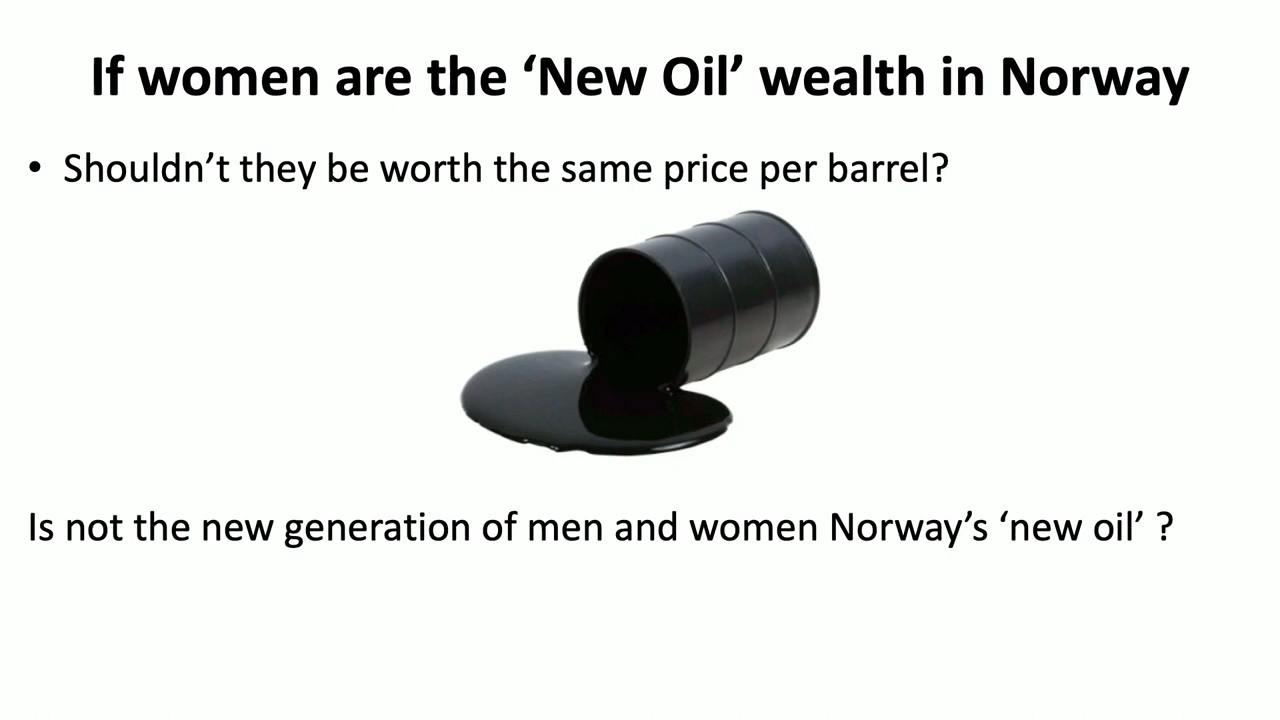 If women are the ‘New Oil’ wealth in Norway
• Shouldn’t they be worth the same price per barrel?
Is not the new generation of men and women Norway’s ‘new oil’ ?